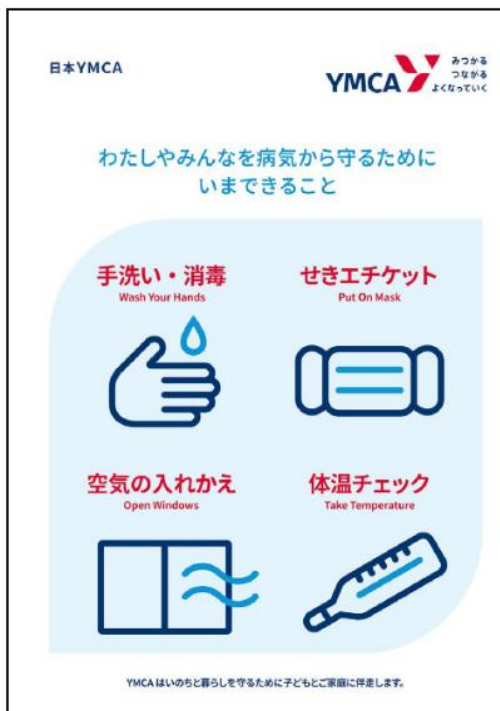 日本YMCA
YMCA
みつかる
つながる
よくなっていく
わたしやみんなを病気から守るために
いまできること
手洗い・消毒
Wash Your Hands
せきエチケット
Put On Mask
空気の入れかえ
Open Windows
体温チェック
Take Temperature
YMCAはいのちと暮らしを守るために子どもとご家庭に伴走します。